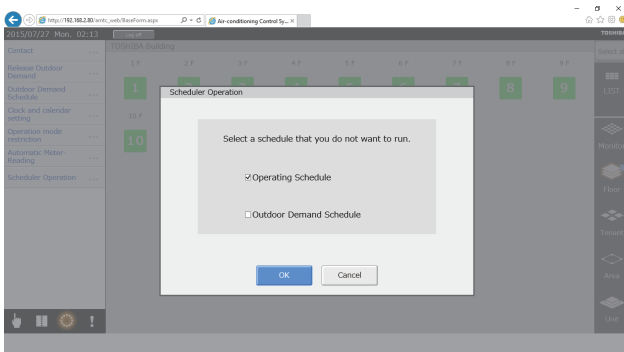 http://192.168.2.80/amtc_web/BaseForm.aspx
Air-conditioning Control Sy...
2015/07/27 Mon. 02:13
Log off
TOSHIBA
Contact ...
TOSHIBA Building
Select a
Release Outdoor
Demand ...
Outdoor Demand
Schedule ...
Clock and calendar
setting ...
Operation mode
restriction ...
Automatic Meter-
Reading ...
Scheduler Operation ...
1 F 2 F 3 F 4 F 5 F 6 F 7 F 8 F 9 F
1 8 9
10 F
10
Scheduler Operation
Select a schedule that you do not want to run.
Operating Schedule
Outdoor Demand Schedule
OK Cancel
LIST
Monitor
Floor
Tenant
Area
Use